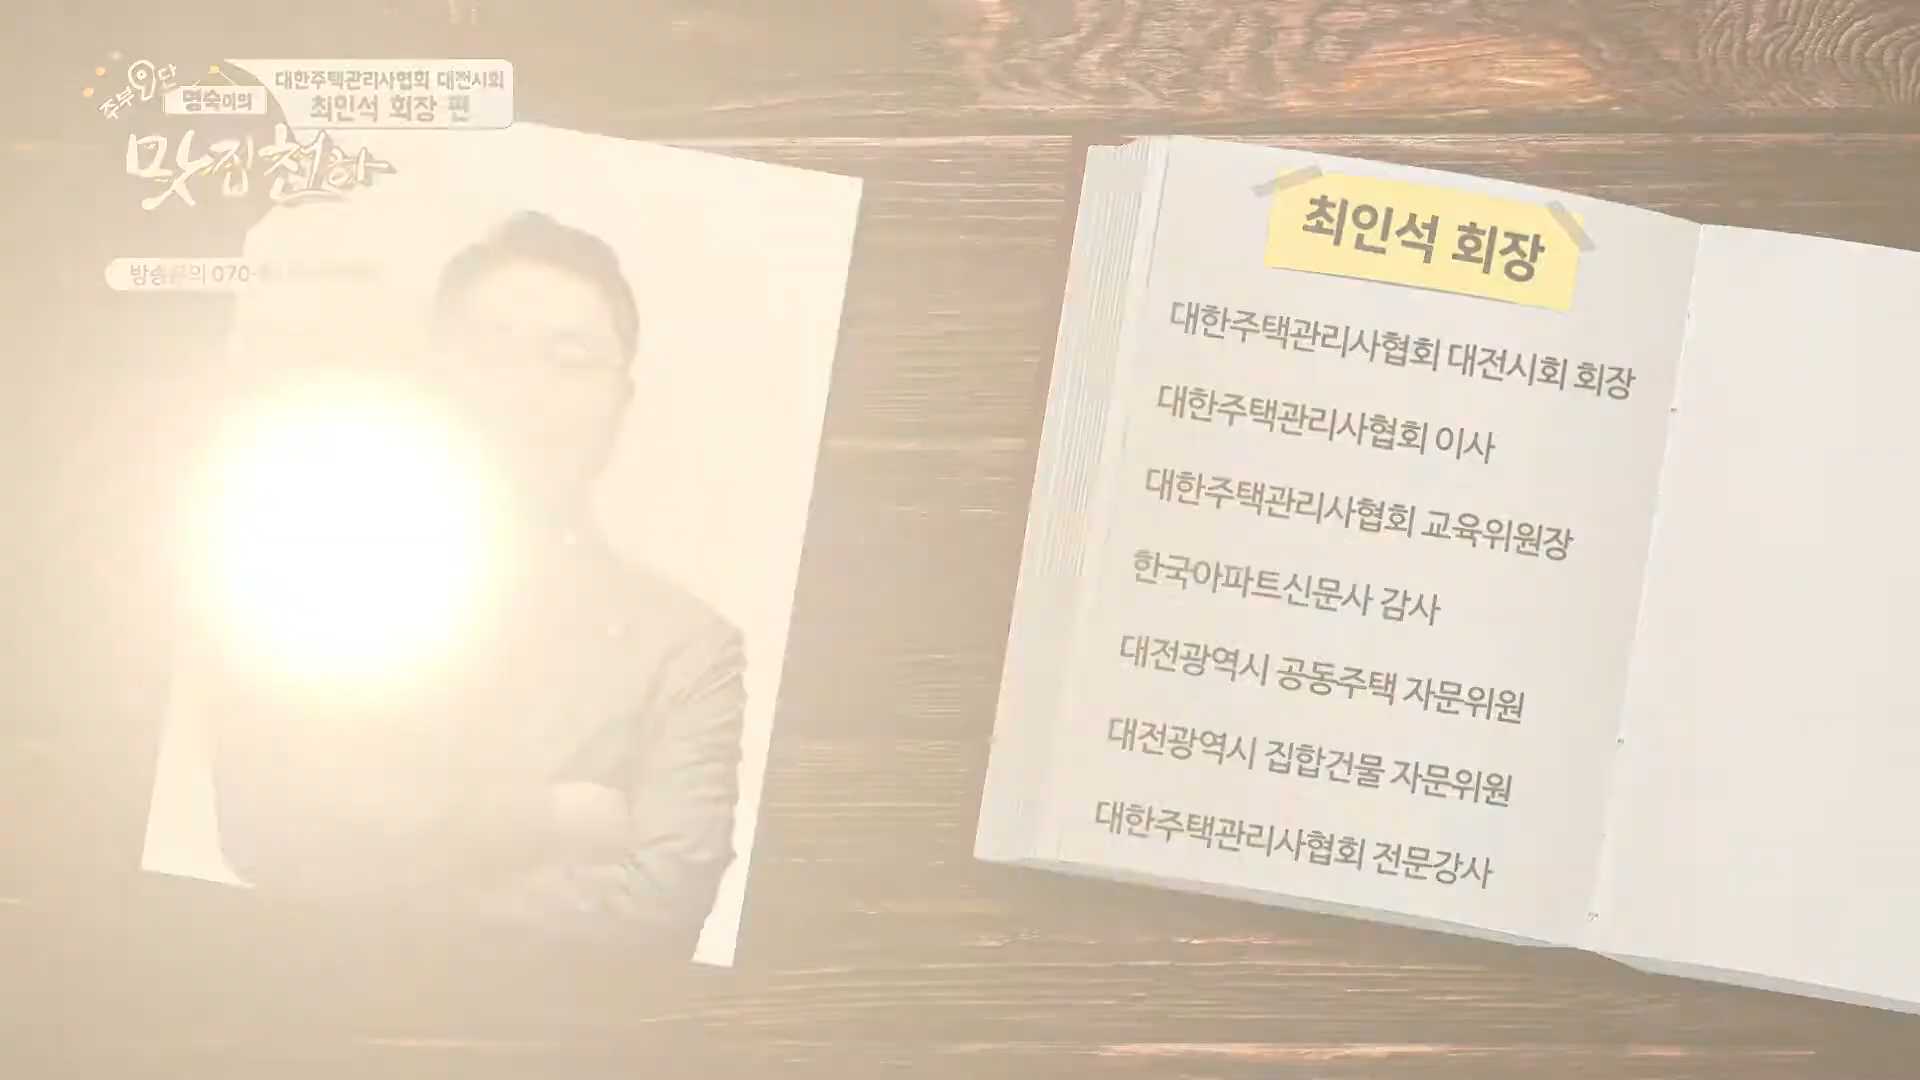 주부9단
명숙이의
맛집천하
대한주택관리사협회 대전시회
최인석 회장 편
방송문의 070-
최인석 회장
대한주택관리사협회 대전시회 회장
대한주택관리사협회 이사
대한주택관리사협회 교육위원장
한국아파트신문사 감사
대전광역시 공동주택 자문위원
대전광역시 집합건물 자문위원
대한주택관리사협회 전문강사